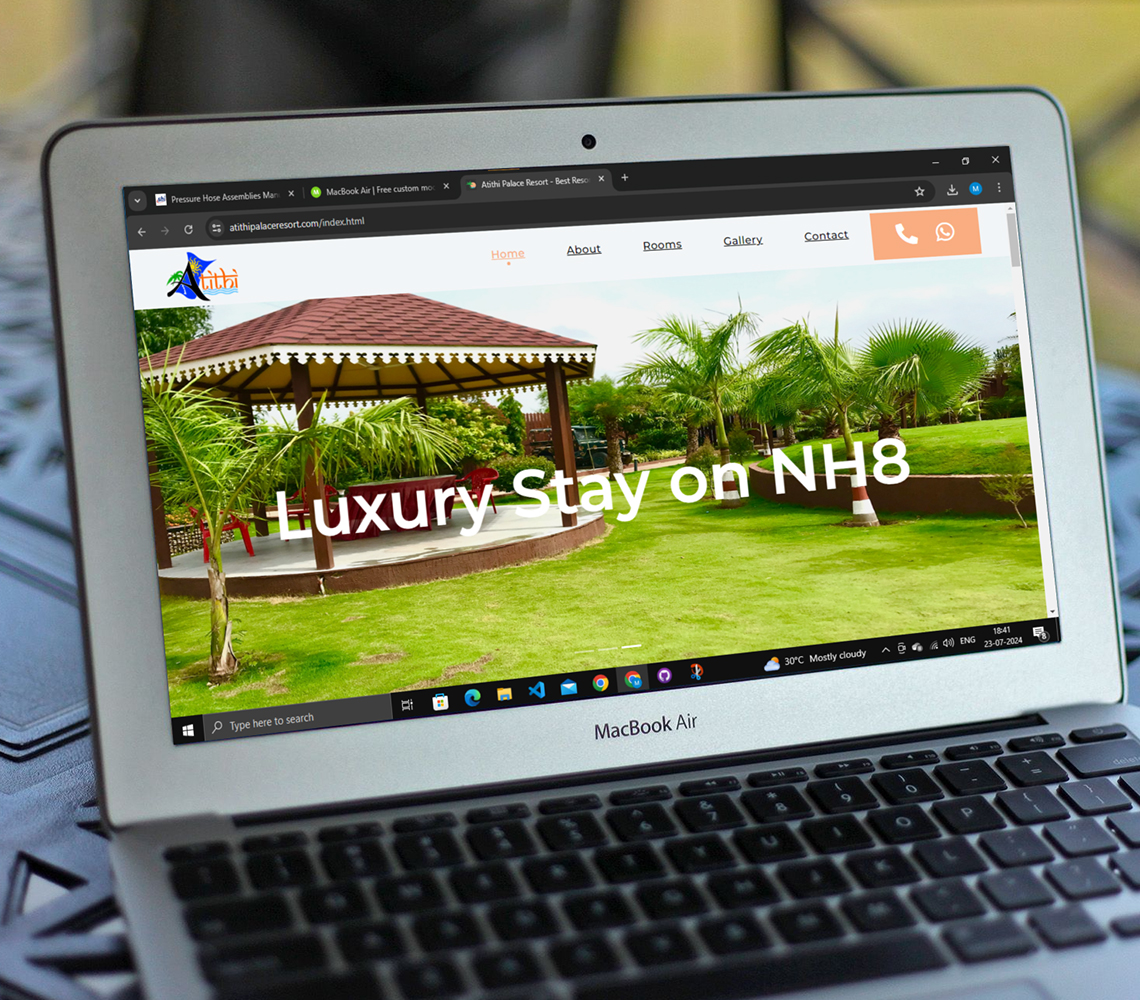 Pressure Hose Assemblies Man
MacBook Air | Free custom mo
Atithi Palace Resort - Best Reso
atithipalaceresort.com/index.html
M
Atithi
Home
About
Rooms
Gallery
Contact
Luxury Stay on NH8
Type here to search
30°C Mostly cloudy
ENG
18:41
23-07-2024
MacBook Air
delete